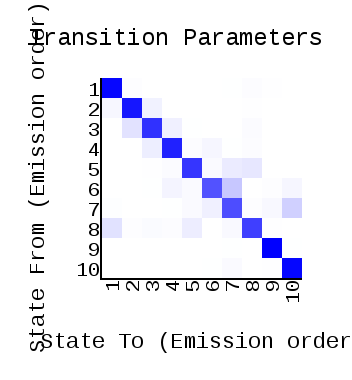 Transition Parameters
State From (Emission order)
1
2
3
4
5
6
7
8
9
10
1 2 3 4 5 6 7 8 9 10
State To (Emission order